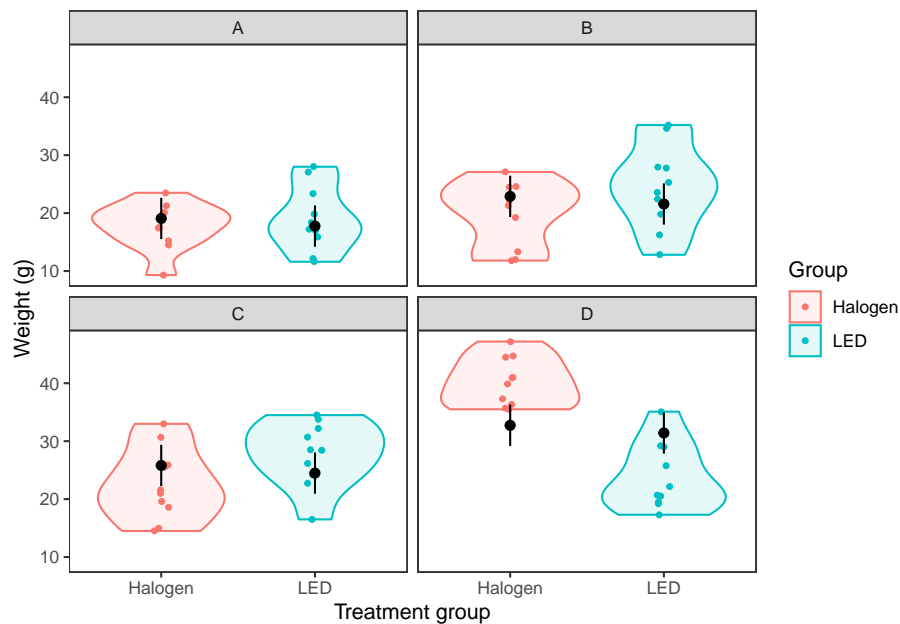 A
B
40
30
20
10
C
D
40
30
20
10
Weight (g)
Halogen
LED
Halogen
LED
Treatment group
Group
Halogen
LED